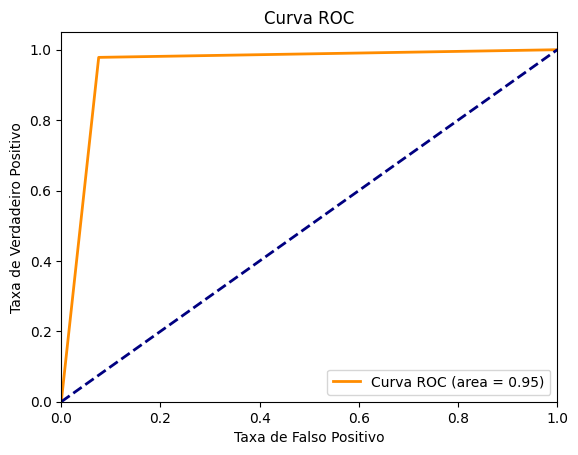 Curva ROC
1.0
0.8
0.6
0.4
0.2
0.0
Taxa de Verdadeiro Positivo
Curva ROC (area = 0.95)
0.0 0.2 0.4 0.6 0.8 1.0
Taxa de Falso Positivo